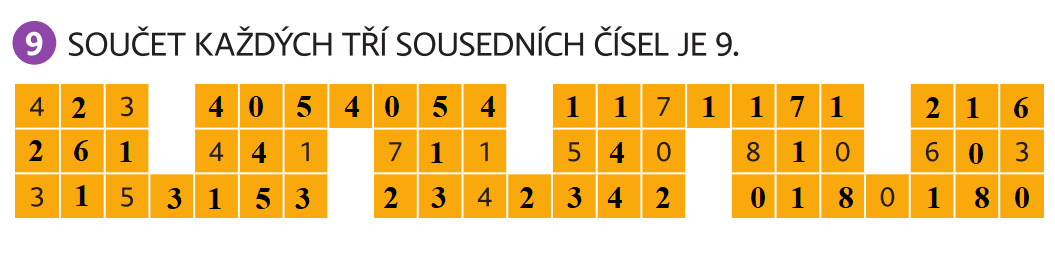 9 SOUČET KAŽDÝCH TŘÍ SOUSEDNÍCH ČÍSEL JE 9.
4 2 3 4 0 5 4 0 5 4 1 1 7 1 1 7 1 2 1 6
2 6 1 4 4 1 7 1 1 5 4 0 8 1 0 6 0 3
3 1 5 3 1 5 3 2 3 4 2 3 4 2 0 1 8 0 1 8 0